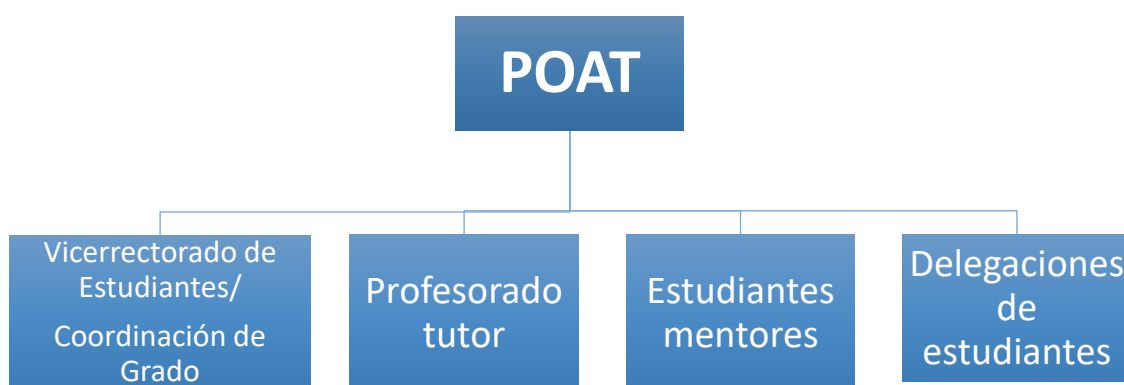 POAT
Vicerrectorado de
Estudiantes/
Coordinación de
Grado
Profesorado
tutor
Estudiantes
mentores
Delegaciones
de
estudiantes